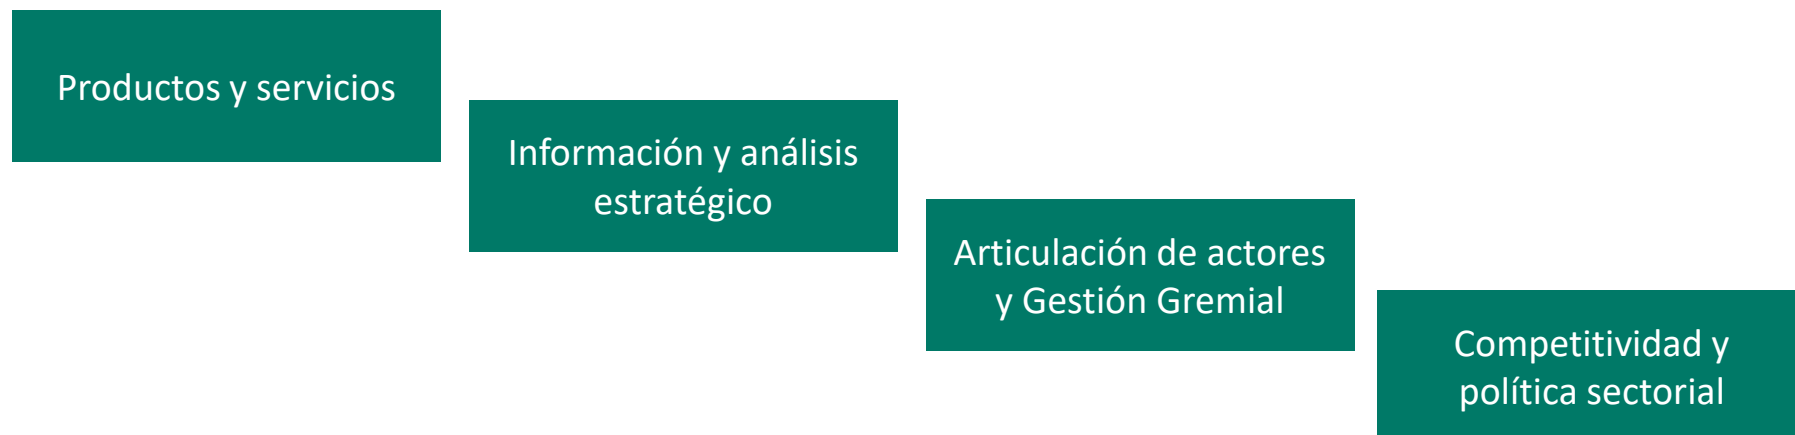 Productos y servicios
Información y análisis
estratégico
Articulación de actores
y Gestión Gremial
Competitividad y
política sectorial